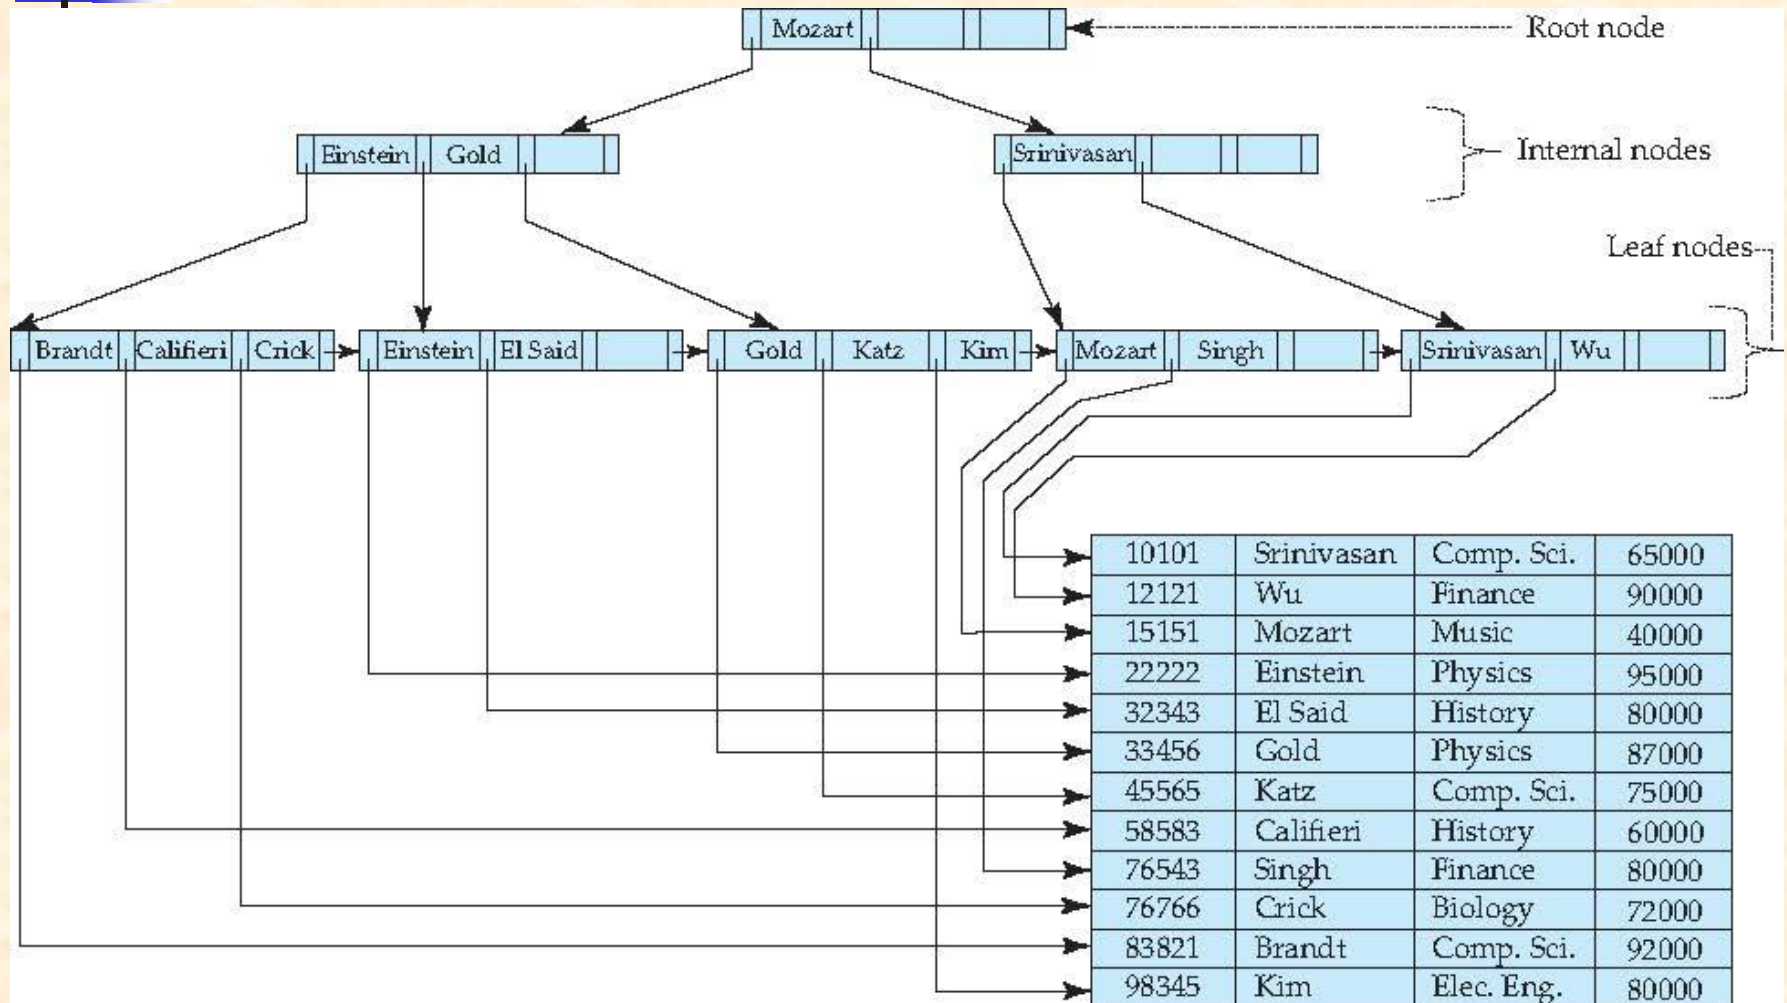 Mozart
Root node
Einstein Gold
Srinivasan
Internal nodes
Leaf nodes
Brandt Califieri Crick
Einstein El Said
Gold Katz Kim
Mozart Singh
Srinivasan Wu
10101 Srinivasan Comp. Sci. 65000
12121 Wu Finance 90000
15151 Mozart Music 40000
22222 Einstein Physics 95000
32343 El Said History 80000
33456 Gold Physics 87000
45565 Katz Comp. Sci. 75000
58583 Califieri History 60000
76543 Singh Finance 80000
76766 Crick Biology 72000
83821 Brandt Comp. Sci. 92000
98345 Kim Elec. Eng. 80000